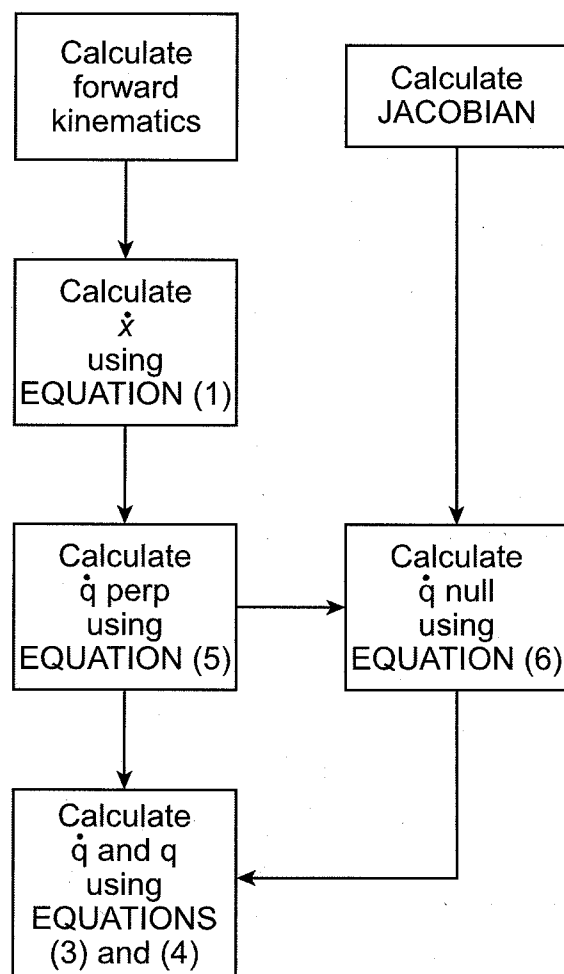 Calculate
forward
kinematics
Calculate
JACOBIAN
Calculate
ẋ
using
EQUATION (1)
Calculate
q̇ perp
using
EQUATION (5)
Calculate
q̇ null
using
EQUATION (6)
Calculate
q̇ and q
using
EQUATIONS
(3) and (4)